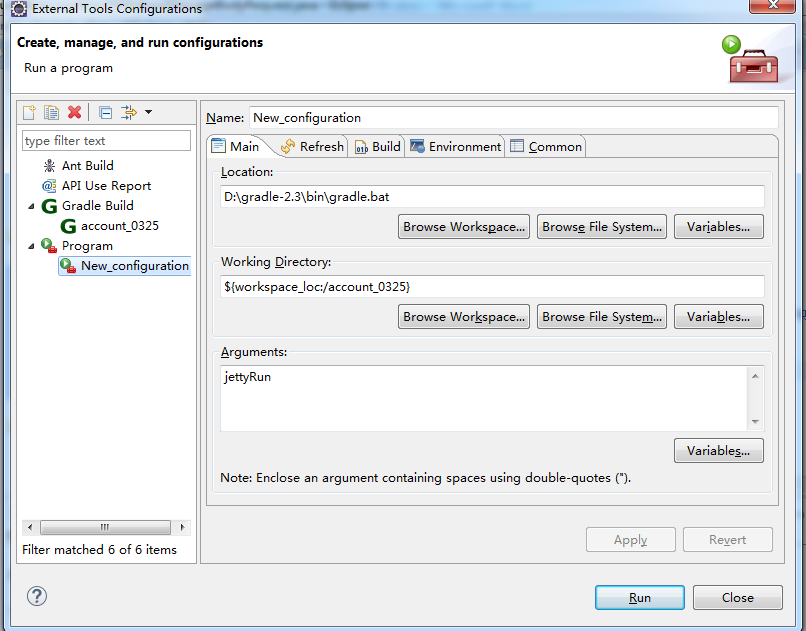 External Tools Configurations
Create, manage, and run configurations
Run a program
type filter text
Ant Build
API Use Report
Gradle Build
account_0325
Program
New_configuration
Filter matched 6 of 6 items
Name: New_configuration
Main Refresh Build Environment Common
Location:
D:\gradle-2.3\bin\gradle.bat
Browse Workspace... Browse File System... Variables...
Working Directory:
${workspace_loc:/account_0325}
Browse Workspace... Browse File System... Variables...
Arguments:
jettyRun
Variables...
Note: Enclose an argument containing spaces using double-quotes (").
Apply Revert
Run Close